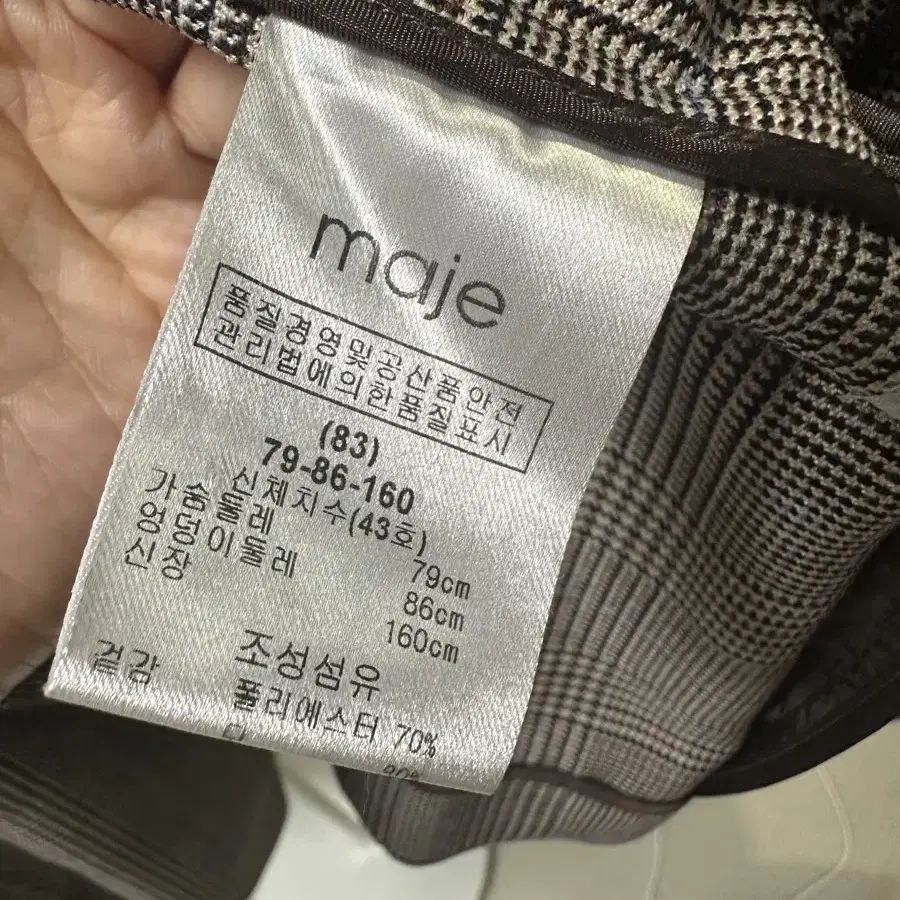 maje
품질경영및공산품안전
관리법에의한품질표시
(83)
79-86-160
신체치수(43호)
가슴둘레 79cm
엉덩이둘레 86cm
신장 160cm
조성섬유
겉감 폴리에스터 70%